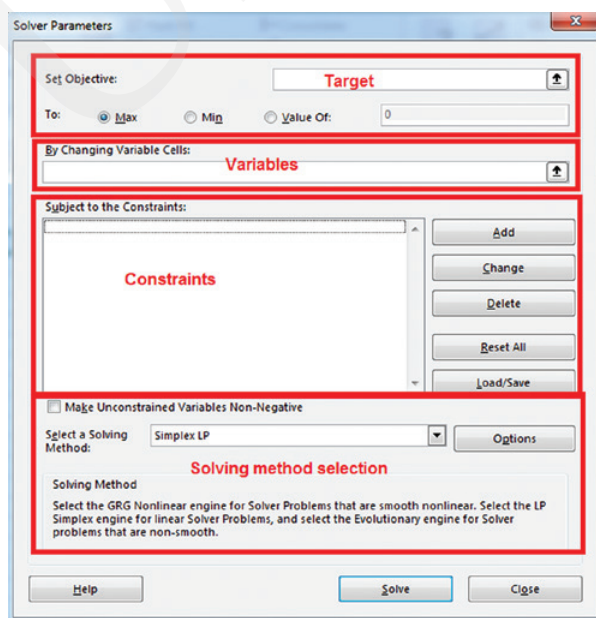 Solver Parameters
Set Objective:
Target
To:
Max
Min
Value Of:
0
By Changing Variable Cells:
Variables
Subject to the Constraints:
Constraints
Add
Change
Delete
Reset All
Load/Save
Make Unconstrained Variables Non-Negative
Select a Solving
Method:
Simplex LP
Options
Solving method selection
Solving Method
Select the GRG Nonlinear engine for Solver Problems that are smooth nonlinear. Select the LP
Simplex engine for linear Solver Problems, and select the Evolutionary engine for Solver
problems that are non-smooth.
Help
Solve
Close